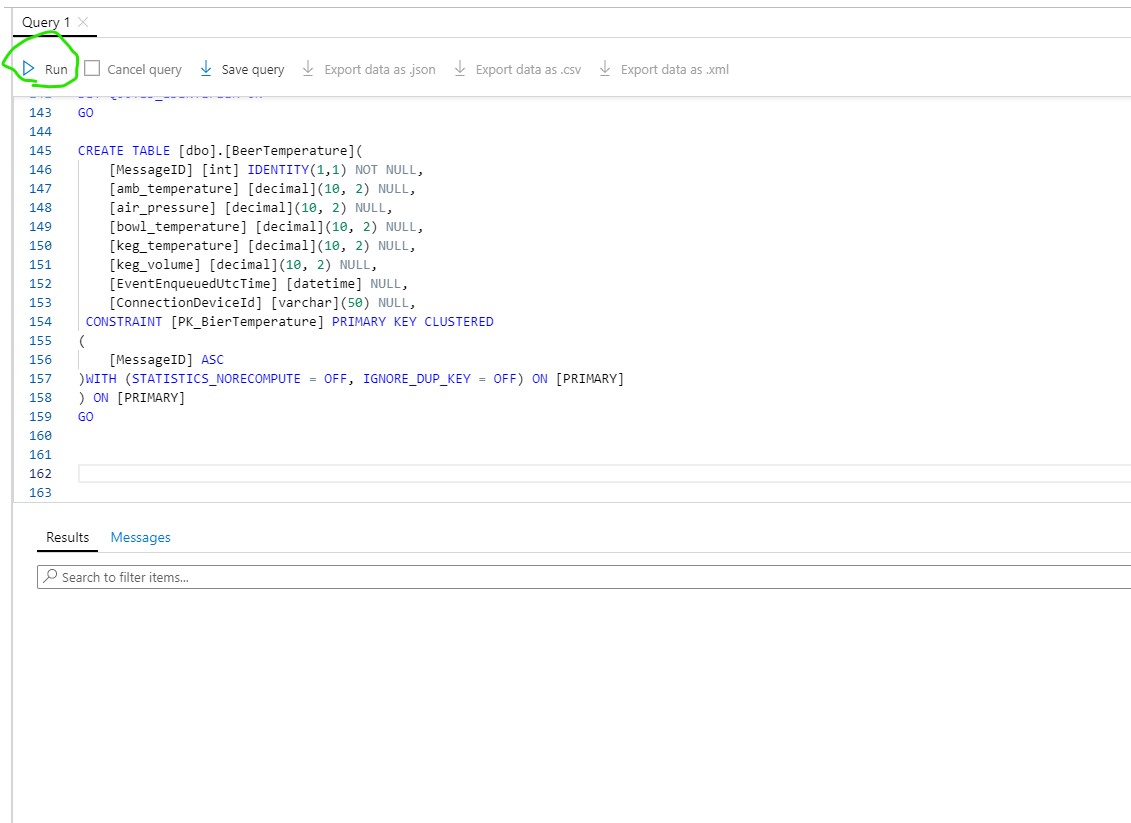 Query 1
Run Cancel query Save query Export data as .json Export data as .csv Export data as .xml
143 GO
144
145 CREATE TABLE [dbo].[BeerTemperature](
146 [MessageID] [int] IDENTITY(1,1) NOT NULL,
147 [amb_temperature] [decimal](10, 2) NULL,
148 [air_pressure] [decimal](10, 2) NULL,
149 [bowl_temperature] [decimal](10, 2) NULL,
150 [keg_temperature] [decimal](10, 2) NULL,
151 [keg_volume] [decimal](10, 2) NULL,
152 [EventEnqueuedUtcTime] [datetime] NULL,
153 [ConnectionDeviceId] [varchar](50) NULL,
154 CONSTRAINT [PK_BierTemperature] PRIMARY KEY CLUSTERED
155 (
156 [MessageID] ASC
157 )WITH (STATISTICS_NORECOMPUTE = OFF, IGNORE_DUP_KEY = OFF) ON [PRIMARY]
158 ) ON [PRIMARY]
159 GO
160
161
162
163
Results Messages
Search to filter items...